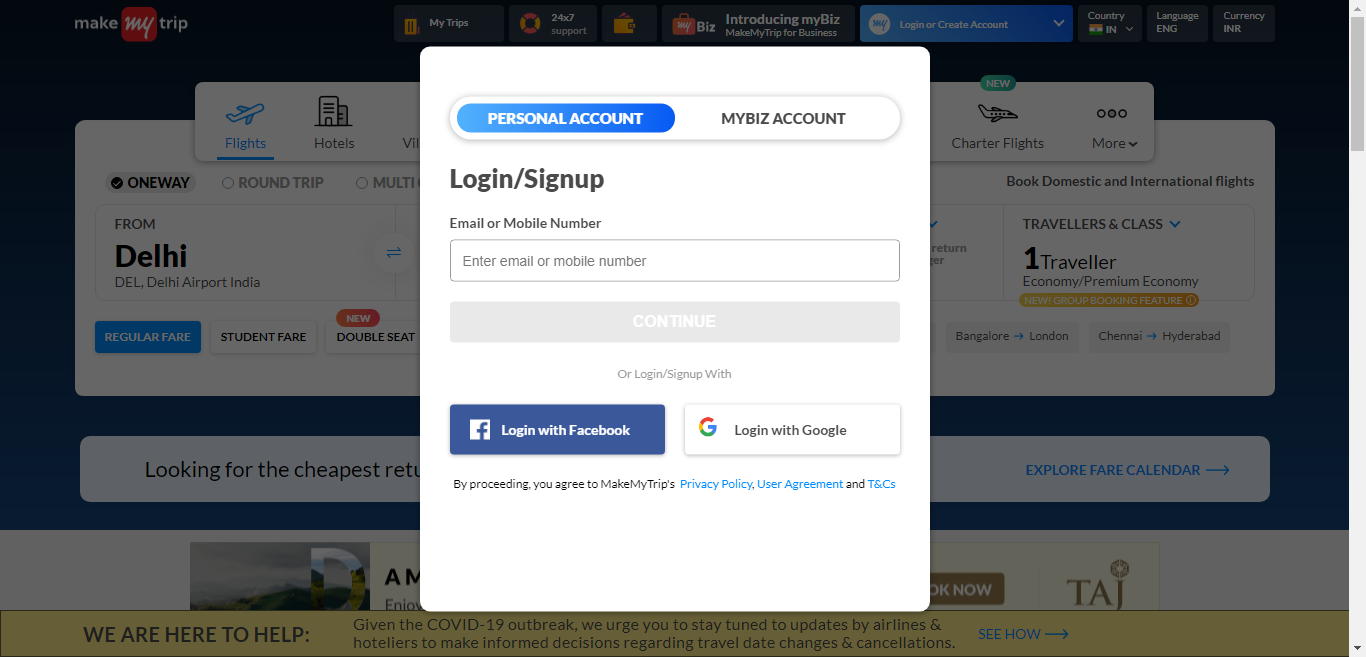 make my trip
My Trips
24x7
support
my Biz
Introducing myBiz
MakeMyTrip for Business
my
Login or Create Account
Country
IN
Language
ENG
Currency
INR
NEW
Flights
Hotels
Charter Flights
More
PERSONAL ACCOUNT
MYBIZ ACCOUNT
ONEWAY
ROUND TRIP
MULTI
Book Domestic and International flights
Login/Signup
FROM
Delhi
DEL, Delhi Airport India
Email or Mobile Number
Enter email or mobile number
CONTINUE
return
TRAVELLERS & CLASS
1 Traveller
Economy/Premium Economy
NEW! GROUP BOOKING FEATURE
REGULAR FARE
STUDENT FARE
NEW
DOUBLE SEAT
Bangalore → London
Chennai → Hyderabad
Or Login/Signup With
Login with Facebook
Login with Google
By proceeding, you agree to MakeMyTrip's Privacy Policy, User Agreement and T&Cs
Looking for the cheapest
EXPLORE FARE CALENDAR
NOW
TAJ
WE ARE HERE TO HELP:
Given the COVID-19 outbreak, we urge you to stay tuned to updates by airlines &
hoteliers to make informed decisions regarding travel date changes & cancellations.
SEE HOW